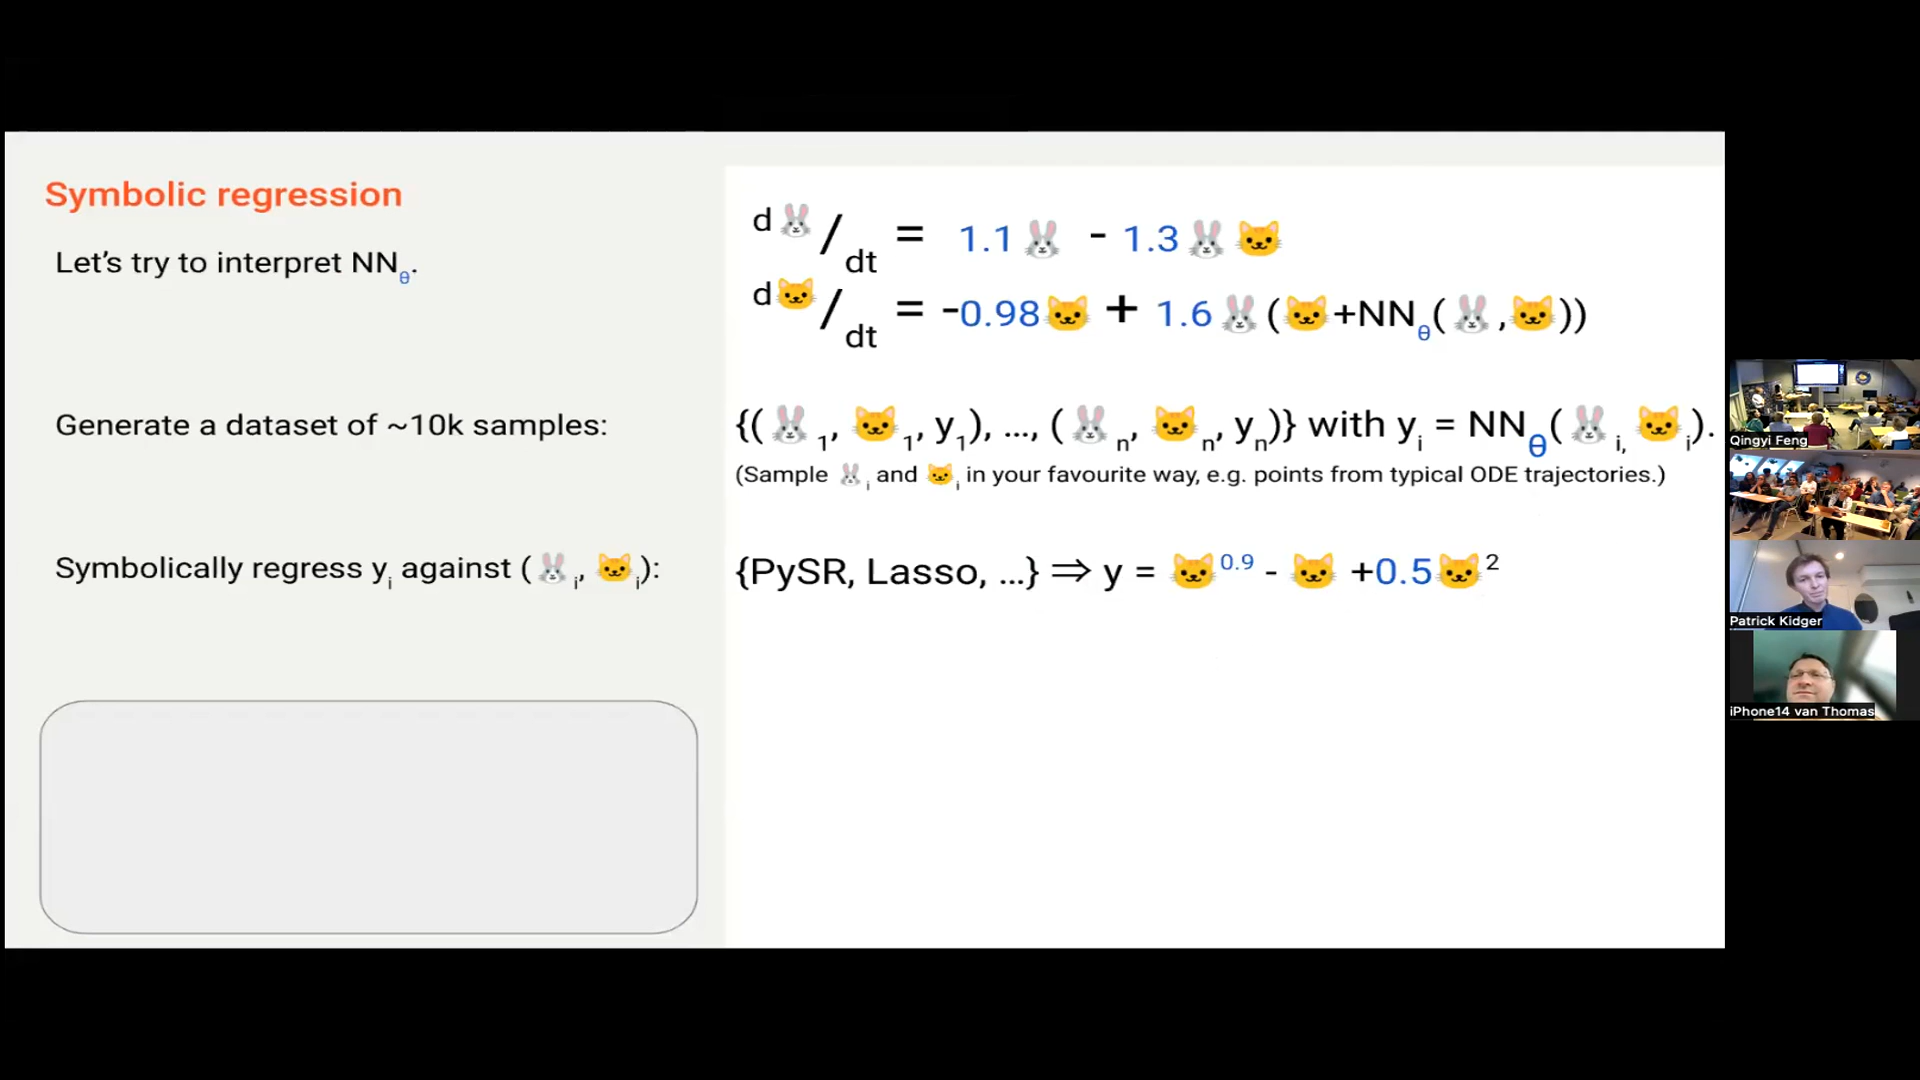 Symbolic regression
Let's try to interpret NNθ.
d🐰/dt = 1.1🐰 - 1.3🐰🐱
d🐱/dt = -0.98🐱 + 1.6🐰(🐱+NNθ(🐰,🐱))
Generate a dataset of ~10k samples:
{(🐰₁, 🐱₁, y₁), ..., (🐰ₙ, 🐱ₙ, yₙ)} with yᵢ = NNθ(🐰ᵢ, 🐱ᵢ).
(Sample 🐰ᵢ and 🐱ᵢ in your favourite way, e.g. points from typical ODE trajectories.)
Symbolically regress yᵢ against (🐰ᵢ, 🐱ᵢ):
{PySR, Lasso, ...} ⇒ y = 🐱^0.9 - 🐱 +0.5🐱²
Qingyi Feng
Patrick Kidger
iPhone14 van Thomas